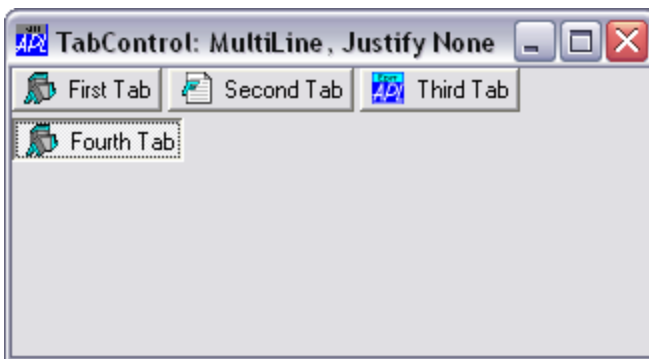 TabControl: MultiLine, Justify None
First Tab Second Tab Third Tab
Fourth Tab